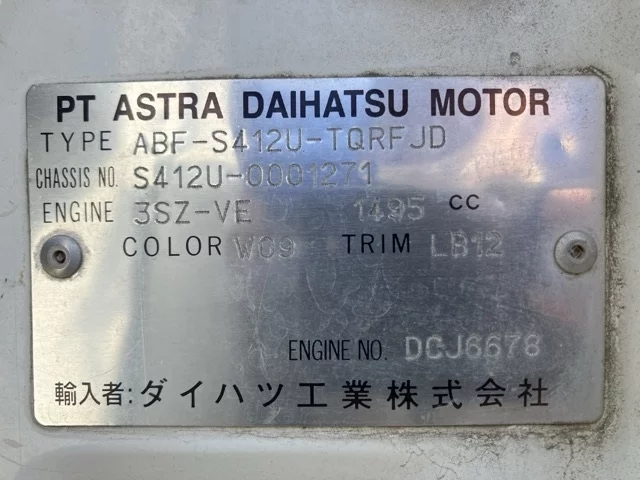 PT ASTRA DAIHATSU MOTOR
TYPE ABF-S412U-TQRFJD
CHASSIS NO. S412U-0001271
ENGINE 3SZ-VE 1495 CC
COLOR W09 TRIM LB12
ENGINE NO. DCJ6678
輸入者:ダイハツ工業株式会社